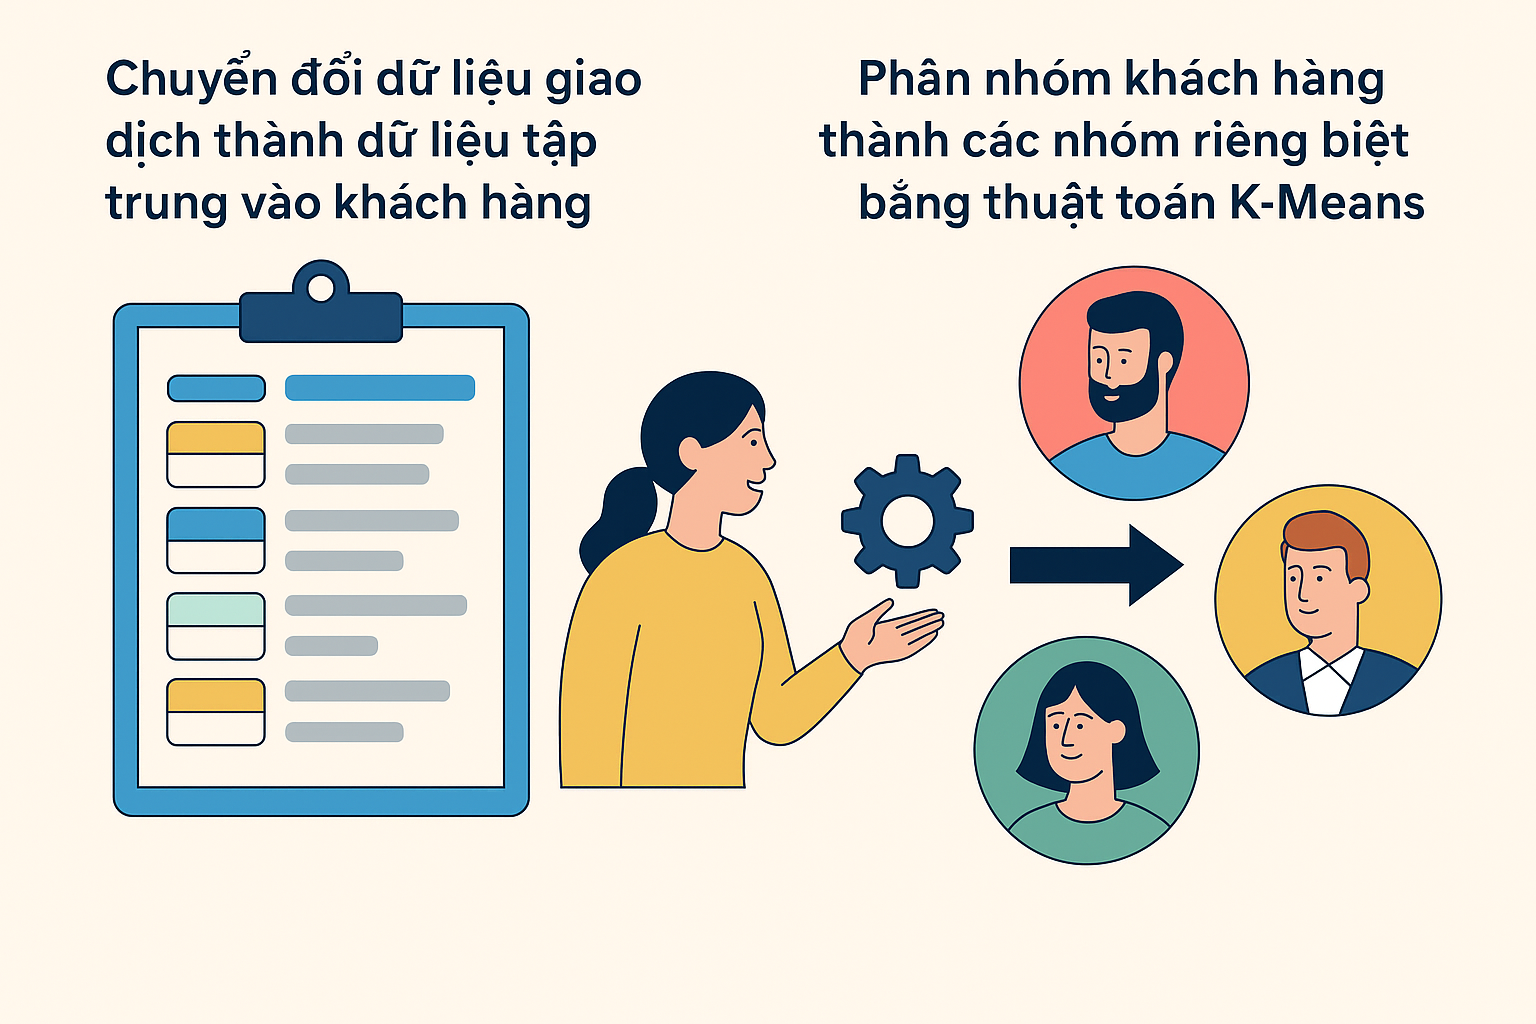 Chuyển đổi dữ liệu giao
dịch thành dữ liệu tập
trung vào khách hàng
Phân nhóm khách hàng
thành các nhóm riêng biệt
bằng thuật toán K-Means